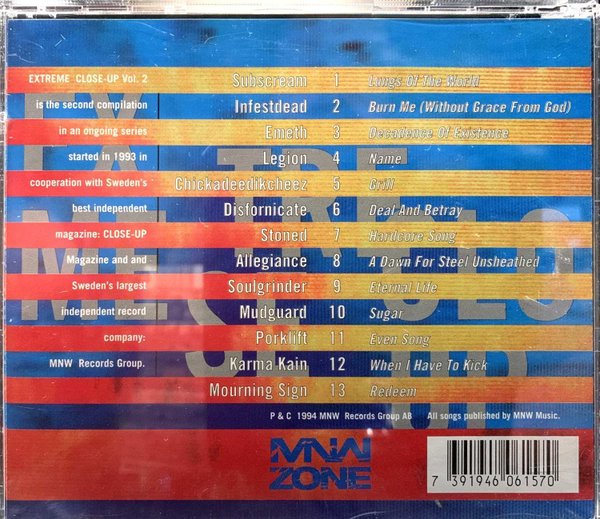 EXTREME CLOSE-UP Vol. 2 Subscream 1 Lungs Of The World
is the second compilation Infestdead 2 Burn Me (Without Grace From God)
in an ongoing series Emeth 3 Decadence Of Existence
started in 1993 in Legion 4 Name
cooperation with Sweden's Chickadeedikcheez 5 Grill
best independent Disfornicate 6 Deal And Betray
magazine: CLOSE-UP Stoned 7 Hardcore Song
Magazine and and Allegiance 8 A Dawn For Steel Unsheathed
Sweden's largest Soulgrinder 9 Eternal Life
independent record Mudguard 10 Sugar
company: Porklift 11 Even Song
MNW Records Group. Karma Kain 12 When I Have To Kick
Mourning Sign 13 Redeem
P & C 1994 MNW Records Group AB All songs published by MNW Music.
MNW
ZONE
7 391946 061570
EX
TRE
ME
CLOS
E UP